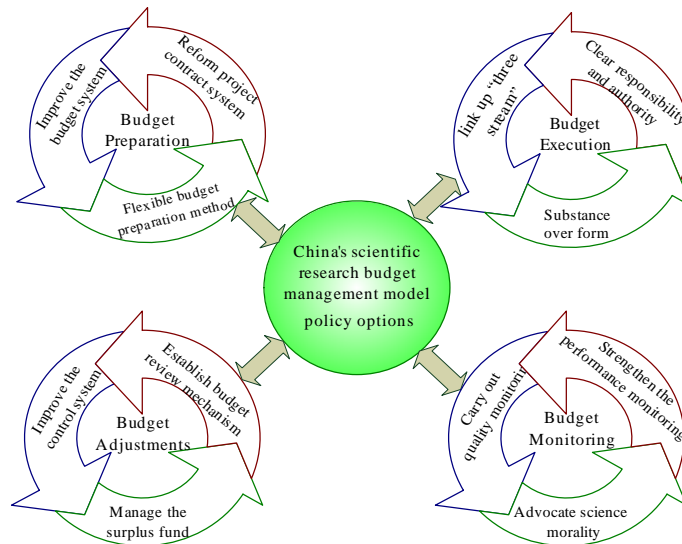 Improve the
budget system
Reform project
contract system
Budget
Preparation
Flexible budget
preparation method
link up “three
stream”
Clear responsibility
and authority
Budget
Execution
Substance
over form
China's scientific
research budget
management model
policy options
Improve the
control system
Establish budget
review mechanism
Budget
Adjustments
Manage the
surplus fund
Carry out
quality monitoring
Strengthen the
performance monitoring
Budget
Monitoring
Advocate science
morality